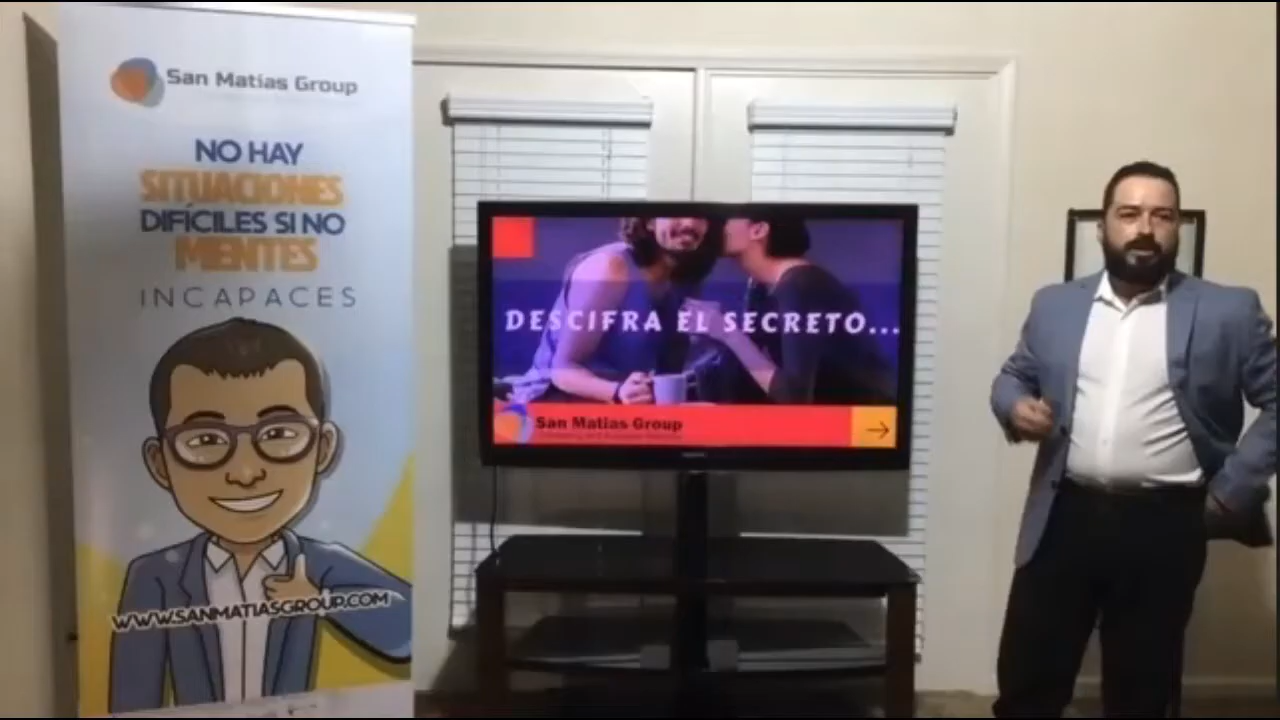 San Matias Group
NO HAY
SITUACIONES
DIFÍCILES SI NO
MENTES
INCAPACES
WWW.SANMATIASGROUP.COM
DESCIFRA EL SECRETO...
San Matias Group